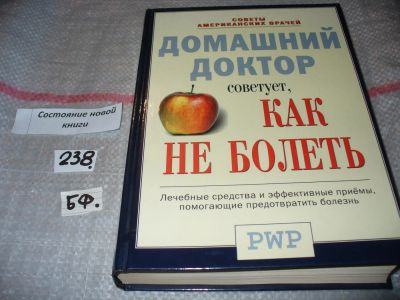 СОВЕТЫ
АМЕРИКАНСКИХ ВРАЧЕЙ
ДОМАШНИЙ
ДОКТОР
советует,
КАК
НЕ БОЛЕТЬ
Лечебные средства и эффективные приёмы,
помогающие предотвратить болезнь
PWP
Состояние новой
книги
238.
БФ.